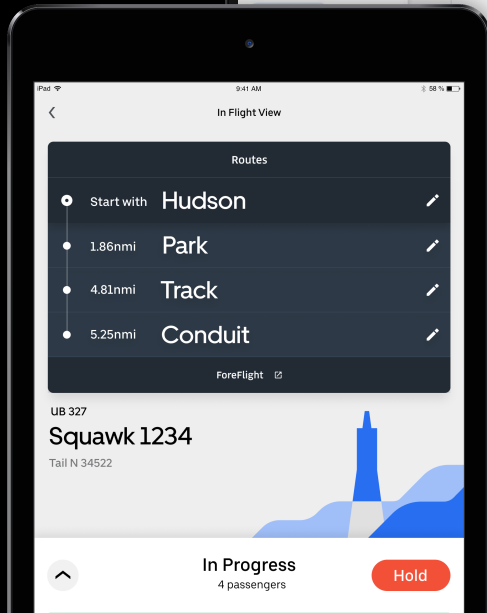 iPad 9:41 AM 58 %
In Flight View
Routes
Start with Hudson
1.86nmi Park
4.81nmi Track
5.25nmi Conduit
ForeFlight
UB 327
Squawk 1234
Tail N 34522
In Progress
4 passengers
Hold